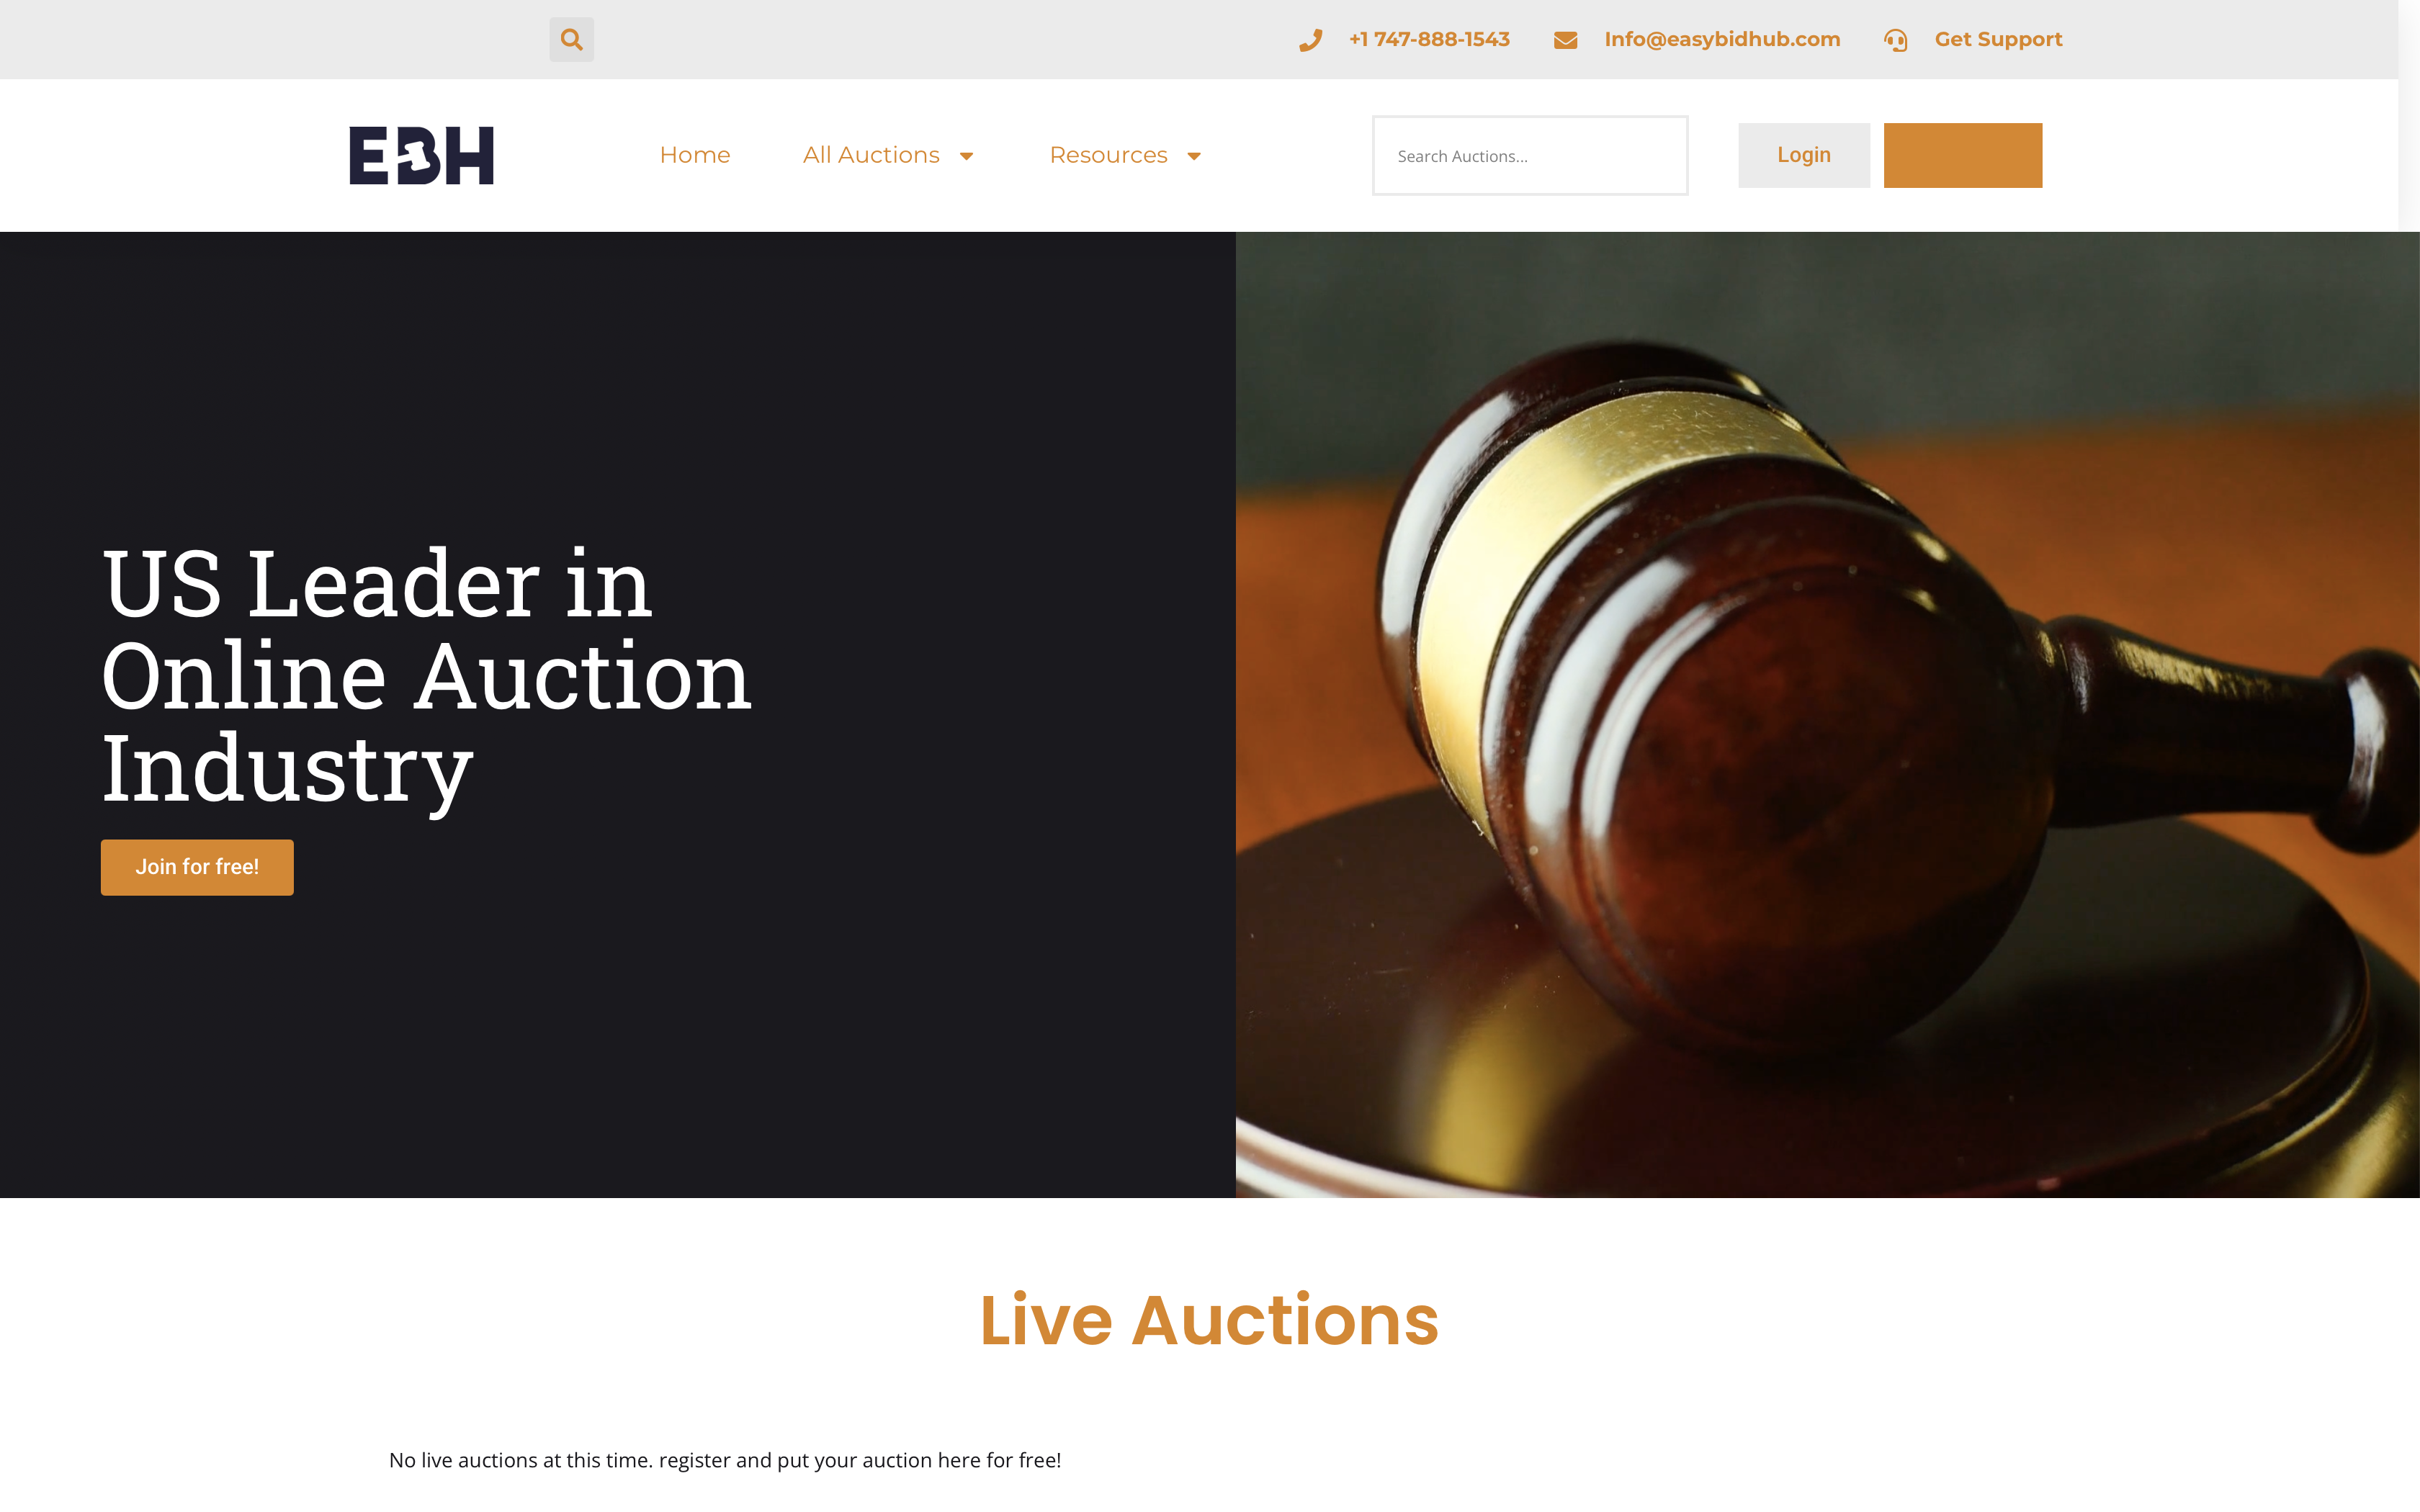 +1 747-888-1543
Info@easybidhub.com
Get Support
EBH
Home
All Auctions
Resources
Search Auctions...
Login
US Leader in
Online Auction
Industry
Join for free!
Live Auctions
No live auctions at this time. register and put your auction here for free!